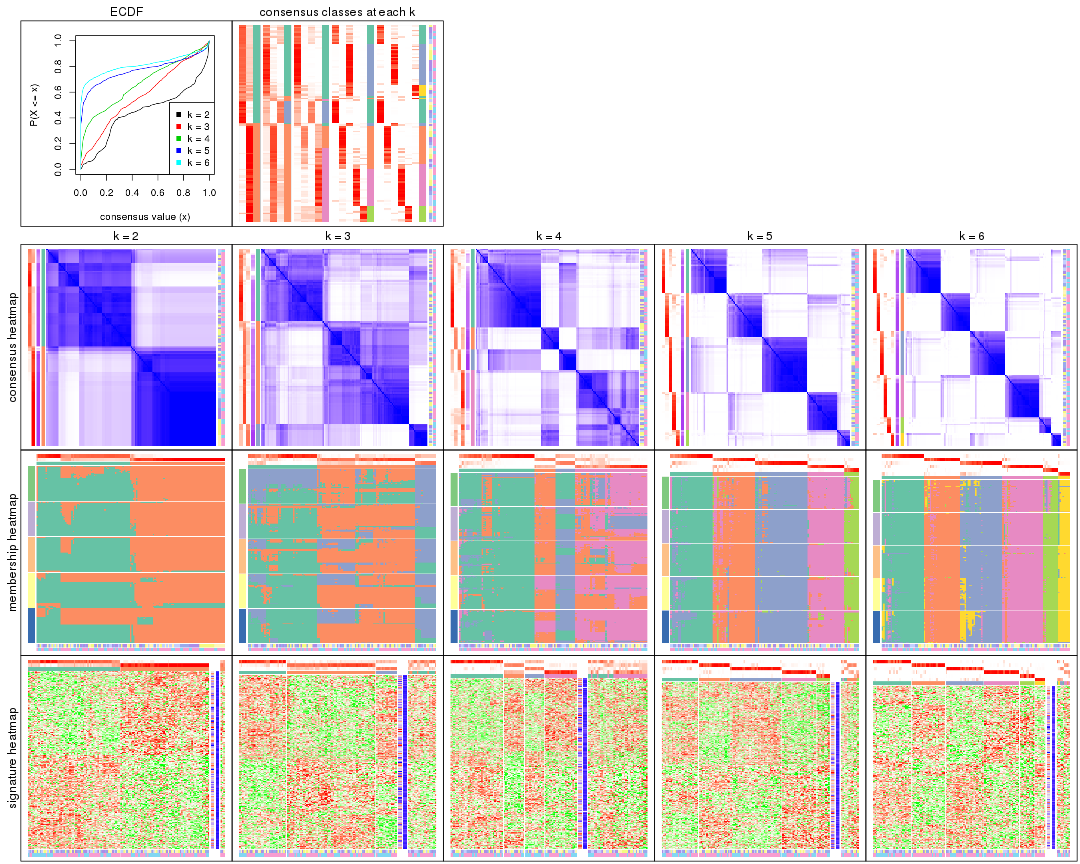 ECDF
consensus classes at each k
P(X <= x)
0.0 0.2 0.4 0.6 0.8 1.0
k = 2
k = 3
k = 4
k = 5
k = 6
0.0 0.2 0.4 0.6 0.8 1.0
consensus value (x)
k = 2
k = 3
k = 4
k = 5
k = 6
consensus heatmap
membership heatmap
signature heatmap